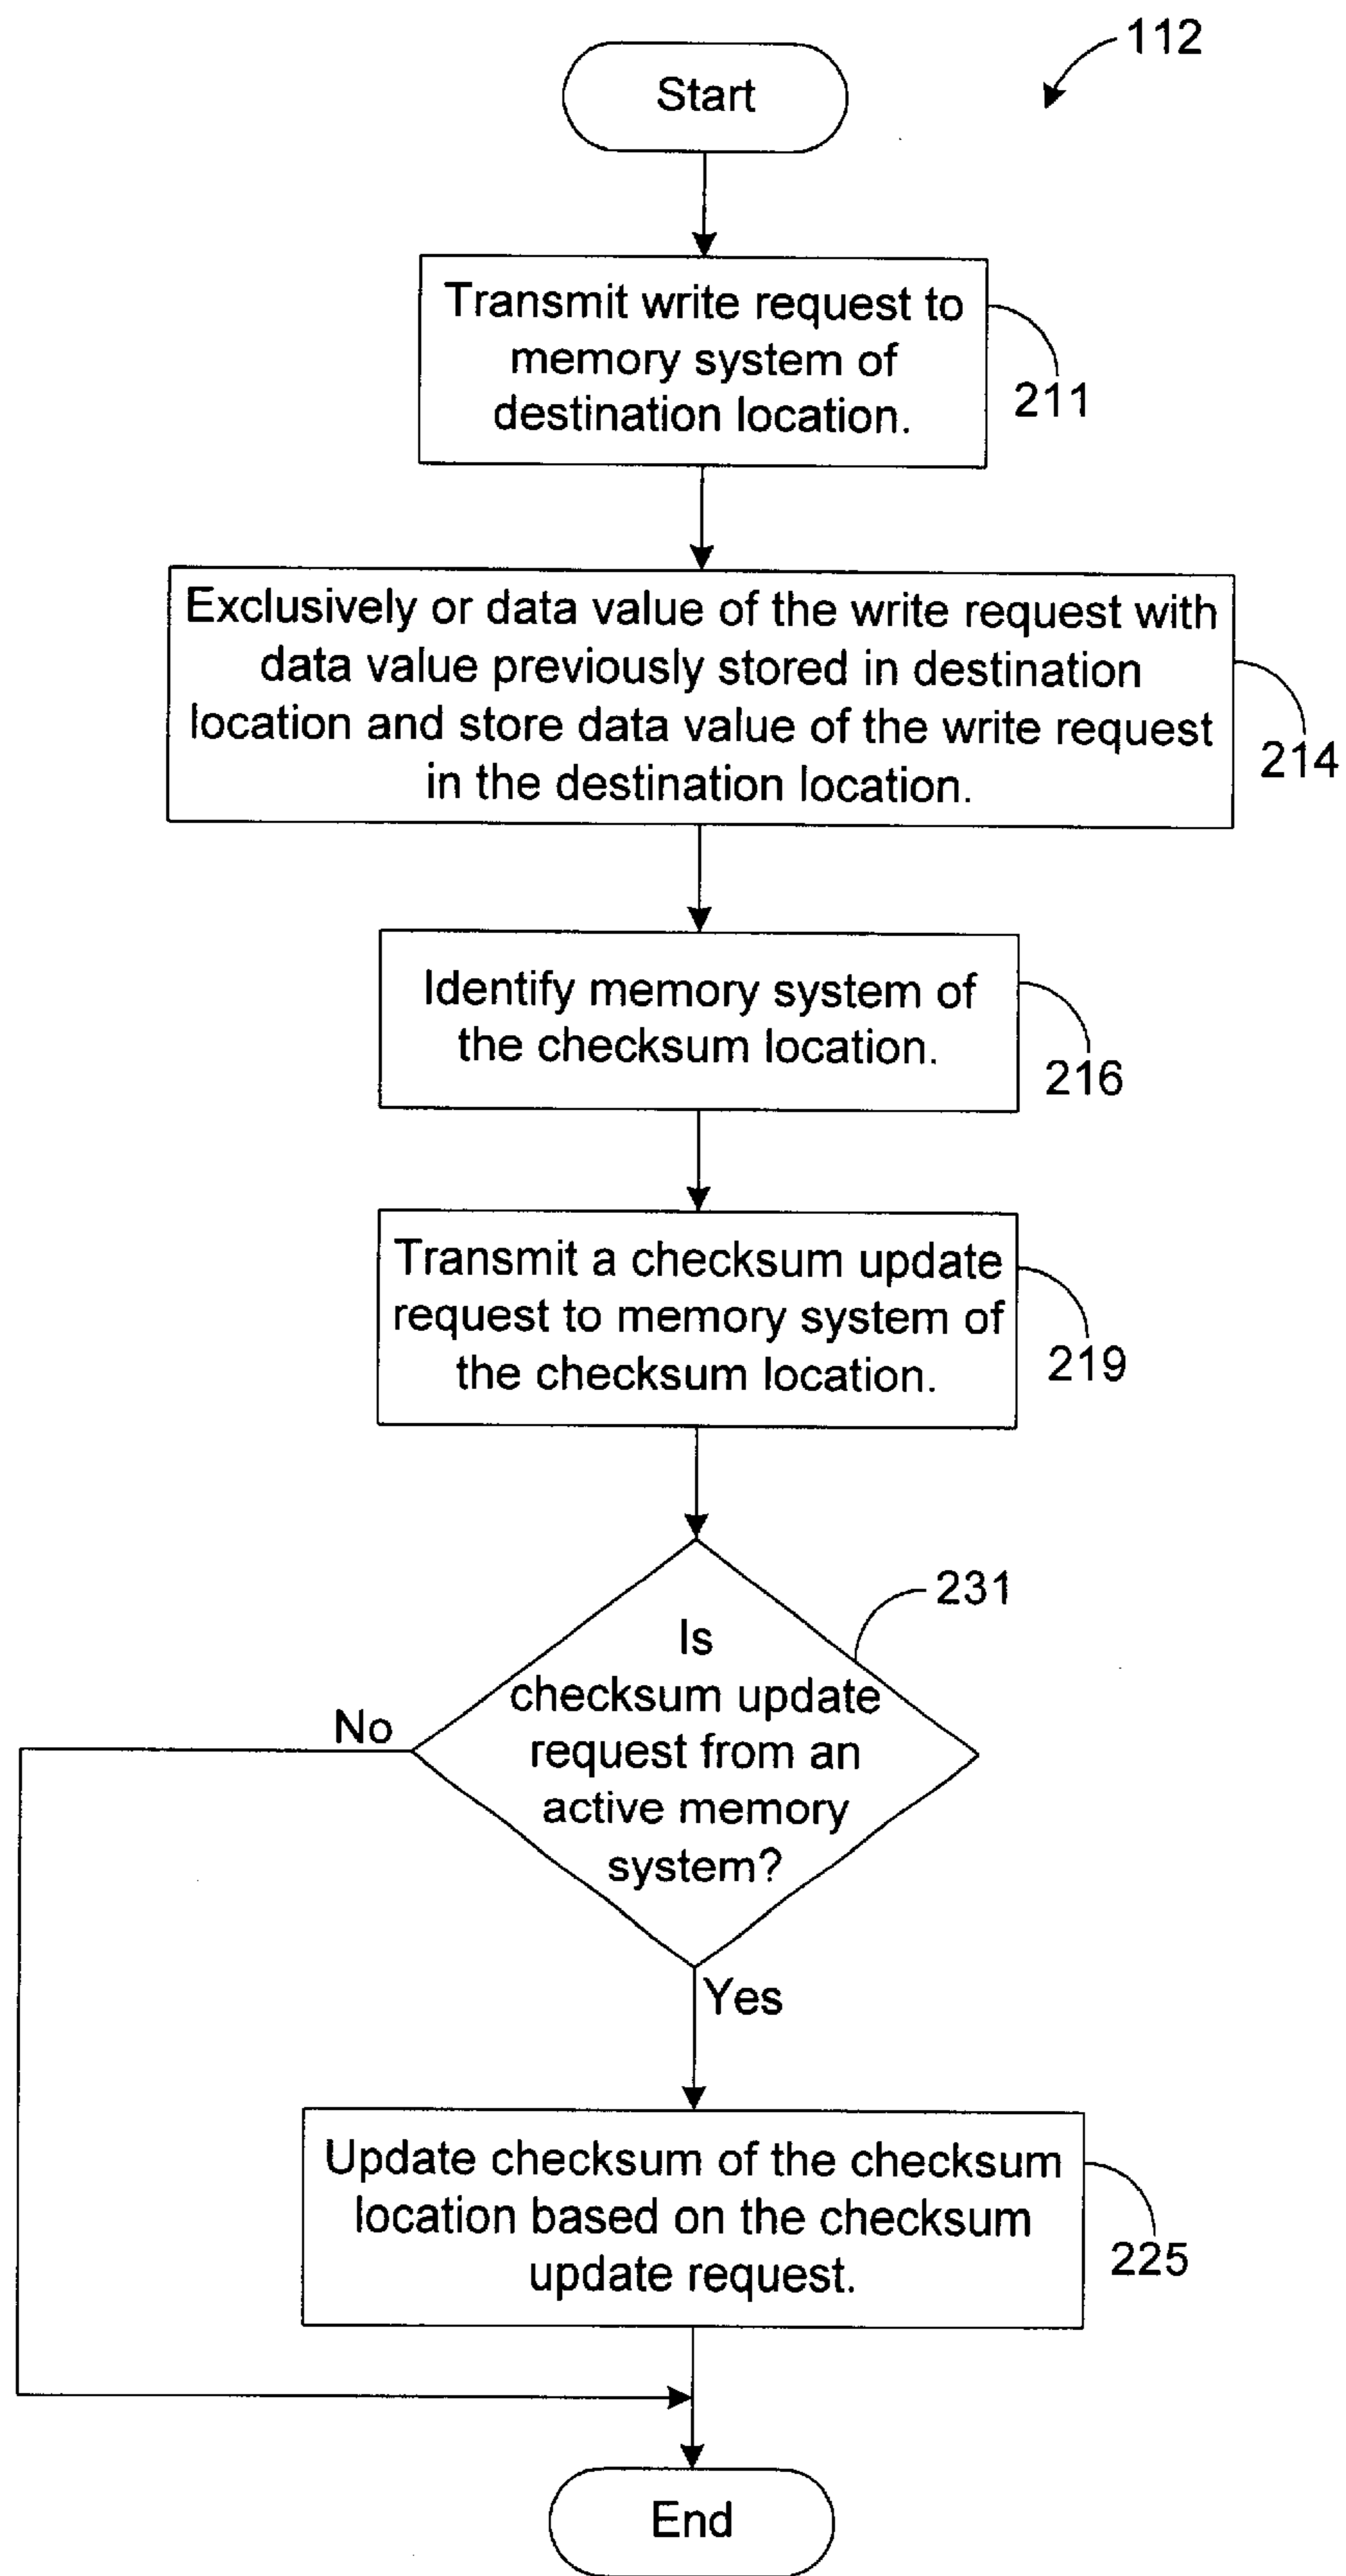 112
Start
Transmit write request to
memory system of
destination location.
211
Exclusively or data value of the write request with
data value previously stored in destination
location and store data value of the write request
in the destination location.
214
Identify memory system of
the checksum location.
216
Transmit a checksum update
request to memory system of
the checksum location.
219
231
Is
checksum update
request from an
active memory
system?
No
Yes
Update checksum of the checksum
location based on the checksum
update request.
225
End